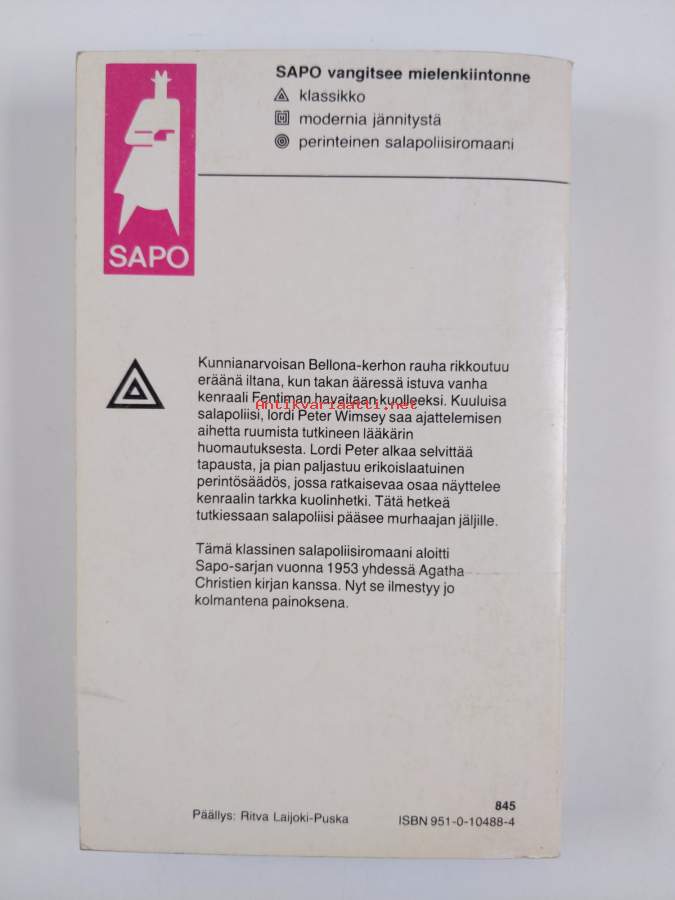 SAPO vangitsee mielenkiintonne
klassikko
M modernia jännitystä
perinteinen salapoliisiromaani
SAPO
Kunnianarvoisan Bellona-kerhon rauha rikkoutuu
eräänä iltana, kun takan ääressä istuva vanha
kenraali Fentiman havaitaan kuolleeksi. Kuuluisa
Antikvariaatti.net
salapoliisi, lordi Peter Wimsey saa ajattelemisen
aihetta ruumista tutkineen lääkärin
huomautuksesta. Lordi Peter alkaa selvittää
tapausta, ja pian paljastuu erikoislaatuinen
perintösäädös, jossa ratkaisevaa osaa näyttelee
kenraalin tarkka kuolinhetki. Tätä hetkeä
tutkiessaan salapoliisi pääsee murhaajan jäljille.
Tämä klassinen salapoliisiromaani aloitti
Sapo-sarjan vuonna 1953 yhdessä Agatha
Christien kirjan kanssa. Nyt se ilmestyy jo
kolmantena painoksena.
845
Päällys: Ritva Laijoki-Puska
ISBN 951-0-10488-4